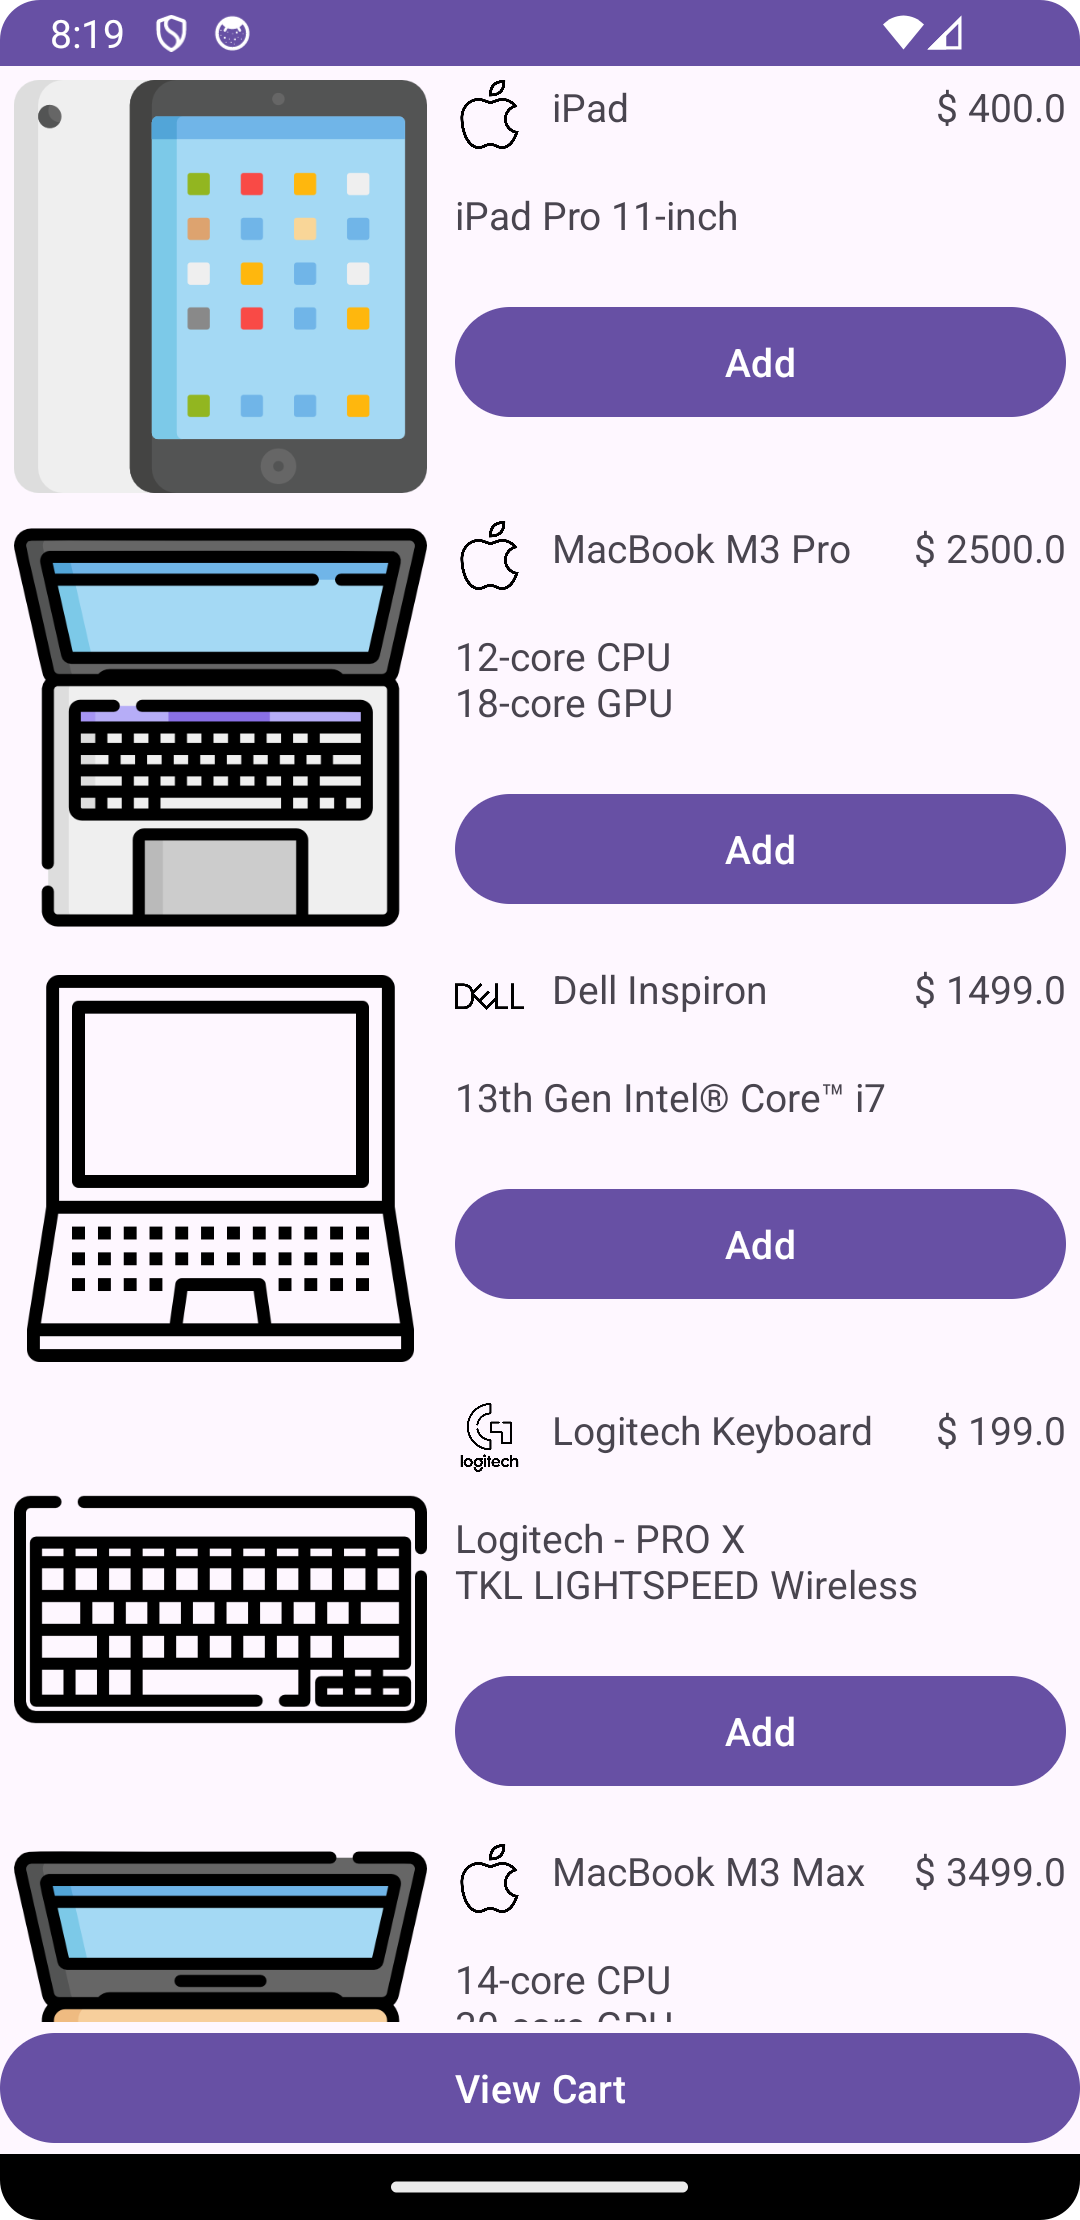 8:19
iPad $ 400.0
iPad Pro 11-inch
Add
MacBook M3 Pro $ 2500.0
12-core CPU
18-core GPU
Add
DELL Dell Inspiron $ 1499.0
13th Gen Intel® Core™ i7
Add
logitech Logitech Keyboard $ 199.0
Logitech - PRO X
TKL LIGHTSPEED Wireless
Add
MacBook M3 Max $ 3499.0
14-core CPU
View Cart